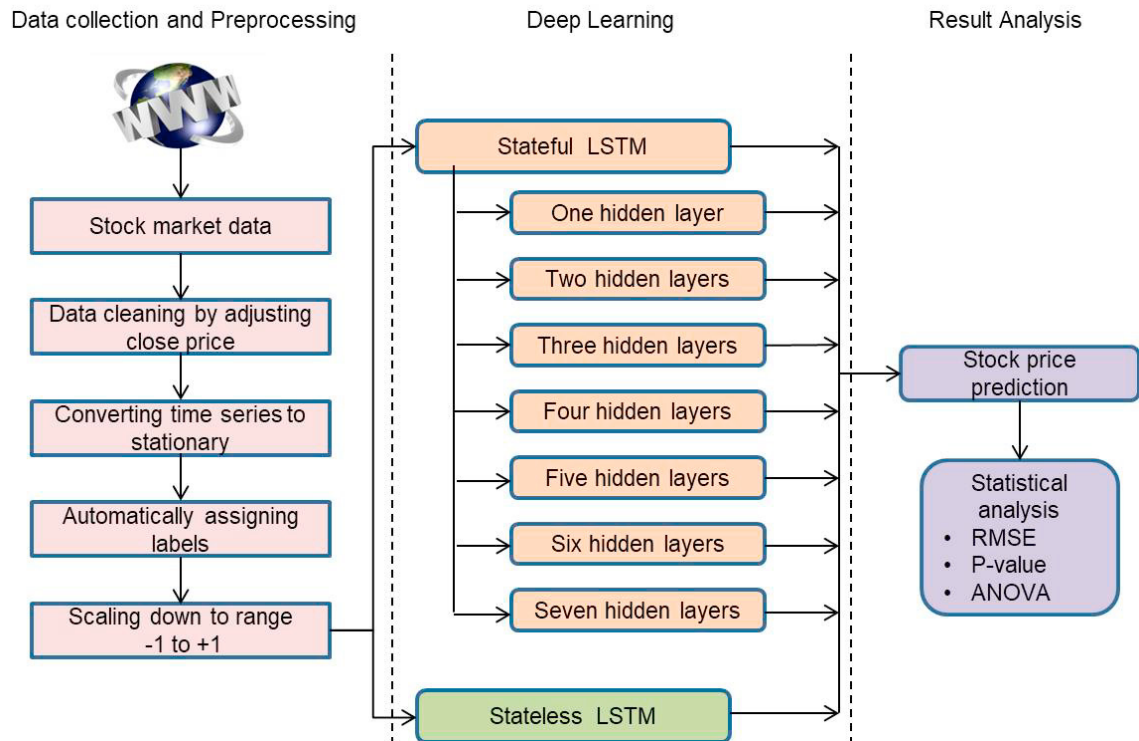 Data collection and Preprocessing
Deep Learning
Result Analysis
WWW
Stock market data
Data cleaning by adjusting
close price
Converting time series to
stationary
Automatically assigning
labels
Scaling down to range
-1 to +1
Stateful LSTM
One hidden layer
Two hidden layers
Three hidden layers
Four hidden layers
Five hidden layers
Six hidden layers
Seven hidden layers
Stateless LSTM
Stock price
prediction
Statistical
analysis
• RMSE
• P-value
• ANOVA